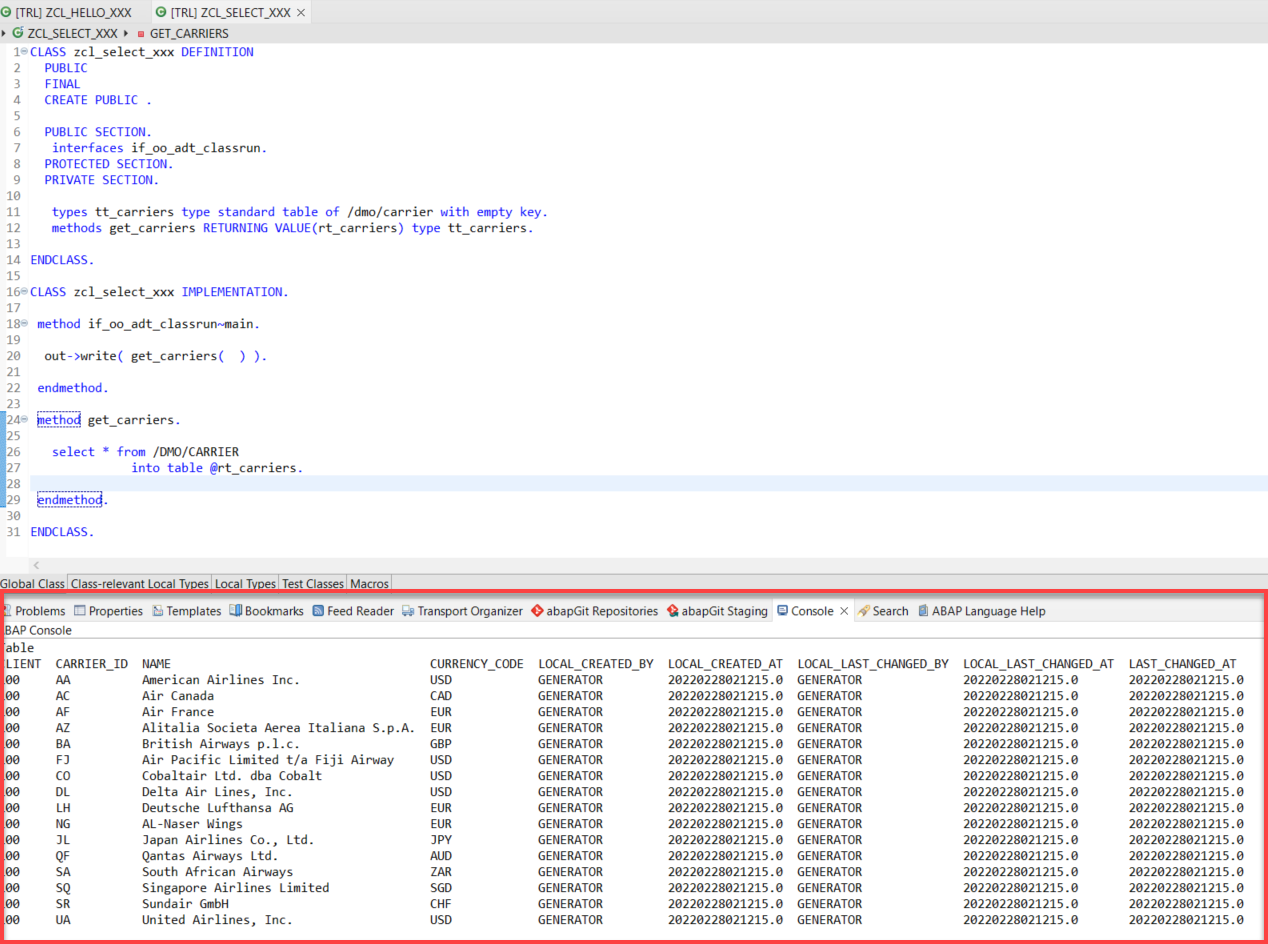 [TRL] ZCL_HELLO_XXX [TRL] ZCL_SELECT_XXX
ZCL_SELECT_XXX GET_CARRIERS
1 CLASS zcl_select_xxx DEFINITION
2 PUBLIC
3 FINAL
4 CREATE PUBLIC .
5
6 PUBLIC SECTION.
7 interfaces if_oo_adt_classrun.
8 PROTECTED SECTION.
9 PRIVATE SECTION.
10
11 types tt_carriers type standard table of /dmo/carrier with empty key.
12 methods get_carriers RETURNING VALUE(rt_carriers) type tt_carriers.
13
14 ENDCLASS.
15
16 CLASS zcl_select_xxx IMPLEMENTATION.
17
18 method if_oo_adt_classrun~main.
19
20 out->write( get_carriers(  ) ).
21
22 endmethod.
23
24 method get_carriers.
25
26 select * from /DMO/CARRIER
27 into table @rt_carriers.
28
29 endmethod.
30
31 ENDCLASS.
Global Class Class-relevant Local Types Local Types Test Classes Macros
Problems Properties Templates Bookmarks Feed Reader Transport Organizer abapGit Repositories abapGit Staging Console Search ABAP Language Help
BAP Console
able
LIENT CARRIER_ID NAME CURRENCY_CODE LOCAL_CREATED_BY LOCAL_CREATED_AT LOCAL_LAST_CHANGED_BY LOCAL_LAST_CHANGED_AT LAST_CHANGED_AT
00 AA American Airlines Inc. USD GENERATOR 20220228021215.0 GENERATOR 20220228021215.0 20220228021215.0
00 AC Air Canada CAD GENERATOR 20220228021215.0 GENERATOR 20220228021215.0 20220228021215.0
00 AF Air France EUR GENERATOR 20220228021215.0 GENERATOR 20220228021215.0 20220228021215.0
00 AZ Alitalia Societa Aerea Italiana S.p.A. EUR GENERATOR 20220228021215.0 GENERATOR 20220228021215.0 20220228021215.0
00 BA British Airways p.l.c. GBP GENERATOR 20220228021215.0 GENERATOR 20220228021215.0 20220228021215.0
00 FJ Air Pacific Limited t/a Fiji Airway USD GENERATOR 20220228021215.0 GENERATOR 20220228021215.0 20220228021215.0
00 CO Cobaltair Ltd. dba Cobalt USD GENERATOR 20220228021215.0 GENERATOR 20220228021215.0 20220228021215.0
00 DL Delta Air Lines, Inc. USD GENERATOR 20220228021215.0 GENERATOR 20220228021215.0 20220228021215.0
00 LH Deutsche Lufthansa AG EUR GENERATOR 20220228021215.0 GENERATOR 20220228021215.0 20220228021215.0
00 NG AL-Naser Wings EUR GENERATOR 20220228021215.0 GENERATOR 20220228021215.0 20220228021215.0
00 JL Japan Airlines Co., Ltd. JPY GENERATOR 20220228021215.0 GENERATOR 20220228021215.0 20220228021215.0
00 QF Qantas Airways Ltd. AUD GENERATOR 20220228021215.0 GENERATOR 20220228021215.0 20220228021215.0
00 SA South African Airways ZAR GENERATOR 20220228021215.0 GENERATOR 20220228021215.0 20220228021215.0
00 SQ Singapore Airlines Limited SGD GENERATOR 20220228021215.0 GENERATOR 20220228021215.0 20220228021215.0
00 SR Sundair GmbH CHF GENERATOR 20220228021215.0 GENERATOR 20220228021215.0 20220228021215.0
00 UA United Airlines, Inc. USD GENERATOR 20220228021215.0 GENERATOR 20220228021215.0 20220228021215.0